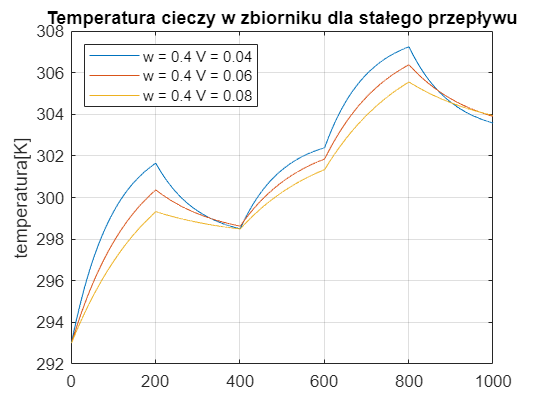 Temperatura cieczy w zbiorniku dla stałego przepływu
308
306
304
302
300
298
296
294
292
temperatura[K]
w = 0.4 V = 0.04
w = 0.4 V = 0.06
w = 0.4 V = 0.08
0 200 400 600 800 1000